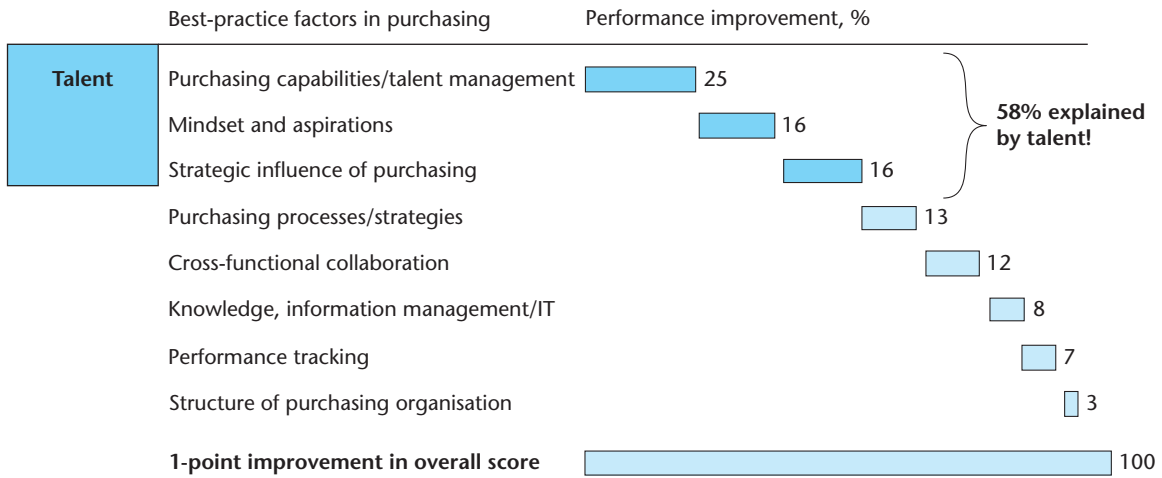 Best-practice factors in purchasing Performance improvement, %
Talent Purchasing capabilities/talent management 25
Mindset and aspirations 16
58% explained
by talent!
Strategic influence of purchasing 16
Purchasing processes/strategies 13
Cross-functional collaboration 12
Knowledge, information management/IT 8
Performance tracking 7
Structure of purchasing organisation 3
1-point improvement in overall score 100